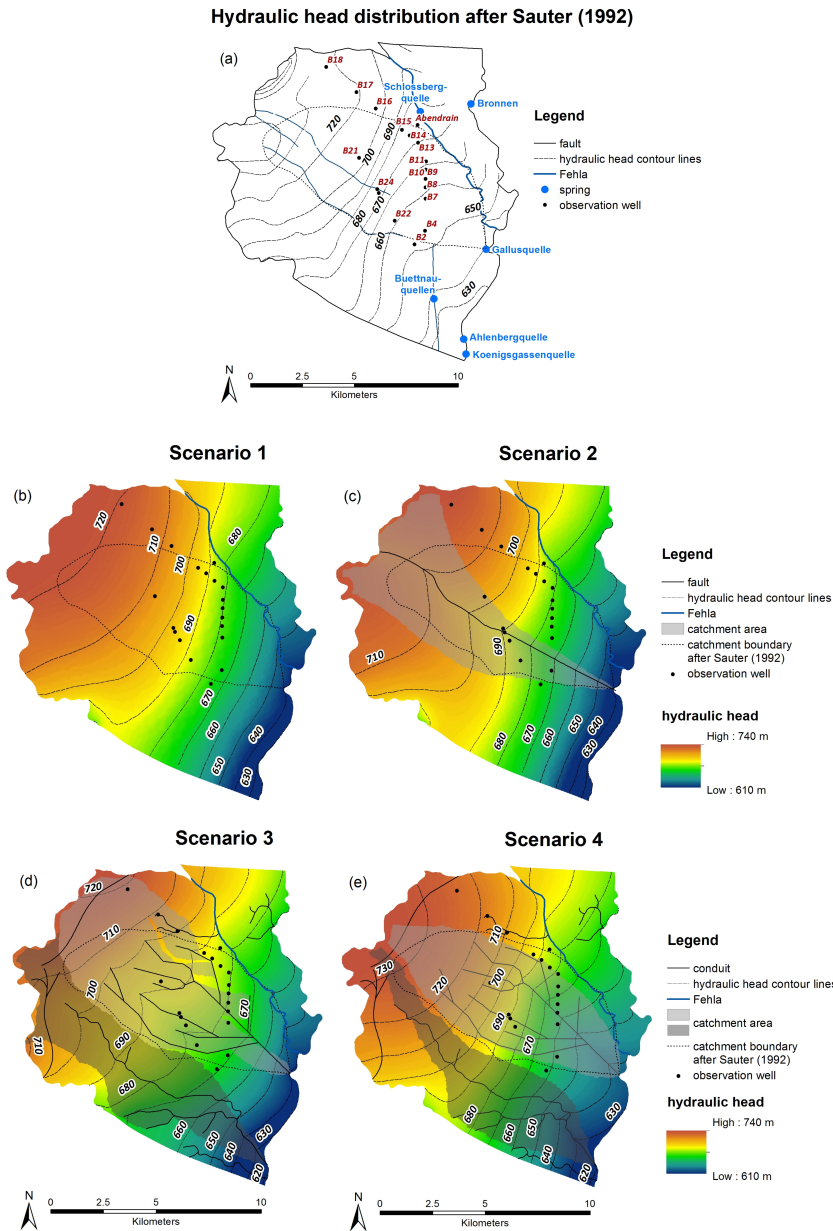 Hydraulic head distribution after Sauter (1992)
(a)
B18
B17
B16
Schlossberg-
quelle
Bronnen
B15
Abendrain
B14
B13
B21
B11
B10
B9
B8
B7
B24
B22
B4
B2
720
690
700
670
680
660
650
630
Gallusquelle
Buettnau-
quellen
Ahlenbergquelle
Koenigsgassenquelle
Legend
fault
hydraulic head contour lines
Fehla
spring
observation well
N
0
2.5
5
10
Kilometers
Scenario 1
(b)
720
710
700
690
680
670
660
650
640
630
Scenario 2
(c)
700
690
710
680
670
660
650
640
630
Legend
fault
hydraulic head contour lines
Fehla
catchment area
catchment boundary
after Sauter (1992)
observation well
hydraulic head
High : 740 m
Low : 610 m
Scenario 3
(d)
720
710
700
670
690
710
680
660
650
640
630
620
Scenario 4
(e)
710
730
720
700
690
670
680
660
650
640
630
620
Legend
conduit
hydraulic head contour lines
Fehla
catchment area
catchment boundary
after Sauter (1992)
observation well
hydraulic head
High : 740 m
Low : 610 m
N
0
2.5
5
10
Kilometers
N
0
2.5
5
10
Kilometers